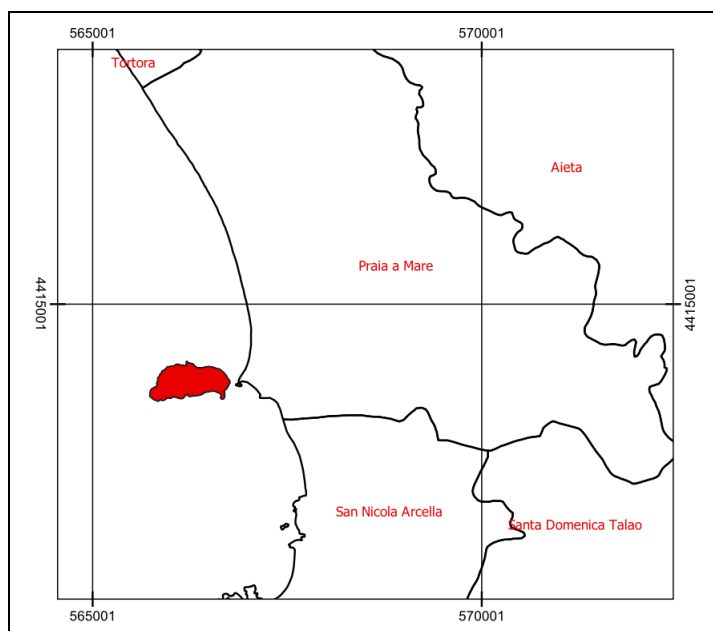 565001 570001
Tortora
Aieta
Praia a Mare
4415001 4415001
San Nicola Arcella
Santa Domenica Talao
565001 570001